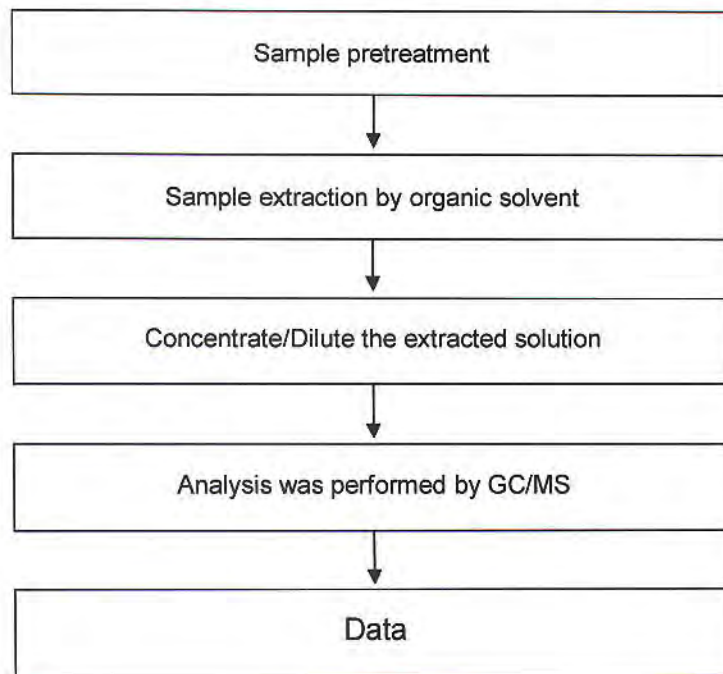 Sample pretreatment
Sample extraction by organic solvent
Concentrate/Dilute the extracted solution
Analysis was performed by GC/MS
Data